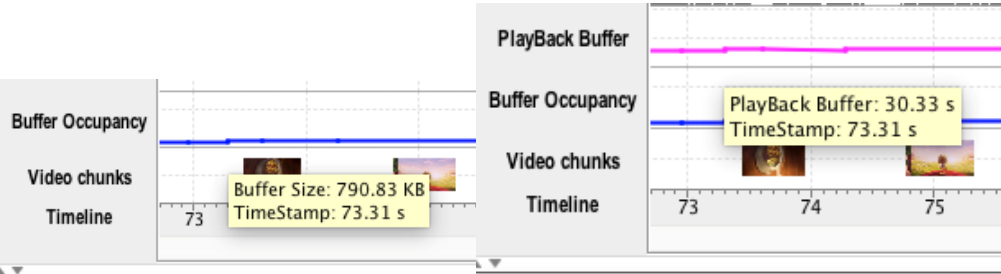 Buffer Occupancy
Video chunks
Buffer Size: 790.83 KB
TimeStamp: 73.31 s
Timeline
73
PlayBack Buffer
Buffer Occupancy
PlayBack Buffer: 30.33 s
TimeStamp: 73.31 s
Video chunks
Timeline
73 74 75